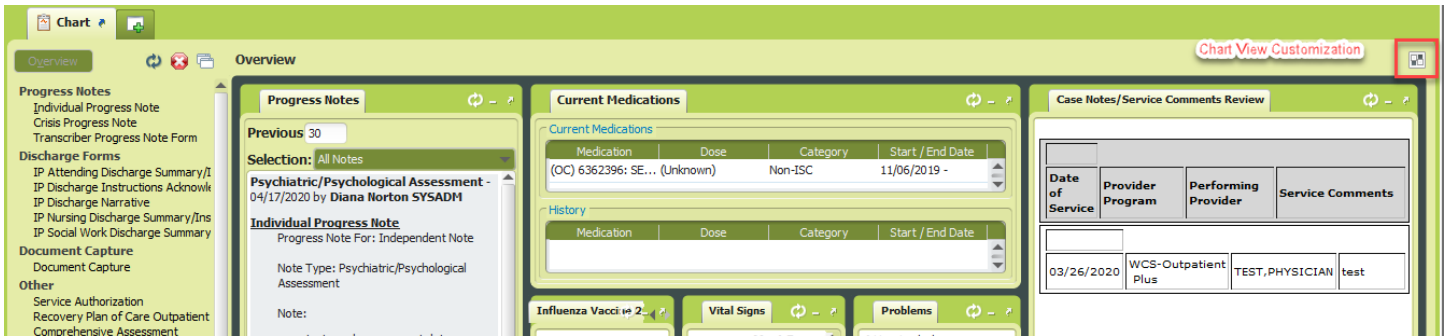 Chart
Overview
Overview
Chart View Customization
Progress Notes
Individual Progress Note
Crisis Progress Note
Transcriber Progress Note Form
Discharge Forms
IP Attending Discharge Summary/I
IP Discharge Instructions Acknowle
IP Discharge Narrative
IP Nursing Discharge Summary/Ins
IP Social Work Discharge Summary
Document Capture
Document Capture
Other
Service Authorization
Recovery Plan of Care Outpatient
Comprehensive Assessment
Progress Notes
Previous 30
Selection: All Notes
Psychiatric/Psychological Assessment -
04/17/2020 by Diana Norton SYSADM
Individual Progress Note
Progress Note For: Independent Note
Note Type: Psychiatric/Psychological
Assessment
Note:
Current Medications
Current Medications
Medication Dose Category Start / End Date
(OC) 6362396: SE... (Unknown) Non-ISC 11/06/2019 -
History
Medication Dose Category Start / End Date
Influenza Vaccine 2
Vital Signs
Problems
Case Notes/Service Comments Review
Date of Service Provider Program Performing Provider Service Comments
03/26/2020 WCS-Outpatient Plus TEST,PHYSICIAN test